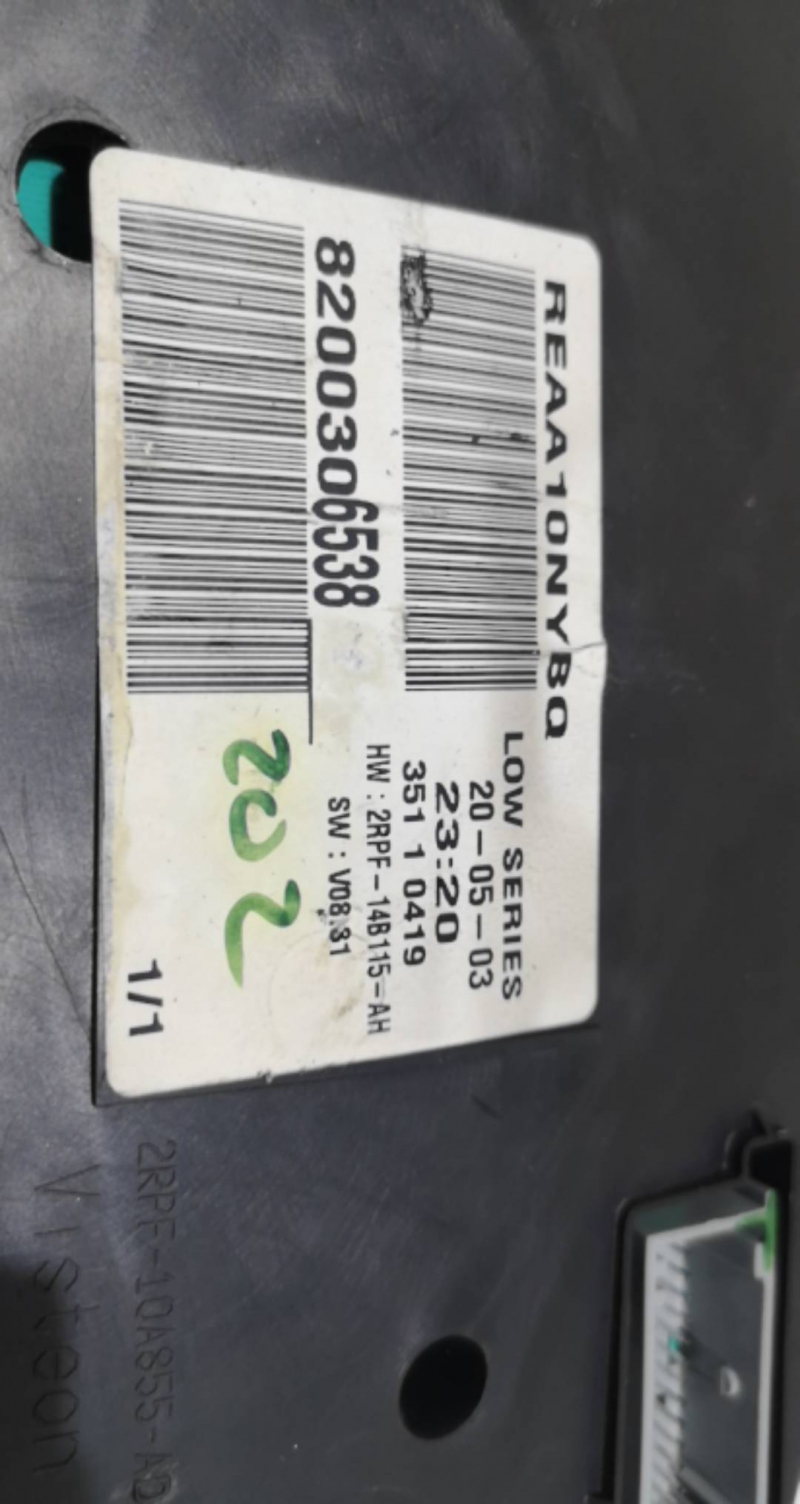 REAA10NYBQ
LOW SERIES
20-05-03
23:20
351 1 0419
HW : 2RPF-14B115-AH
SW : V08.31
8200306538
202
1/1
2RPF-10A855-AD
Visteon